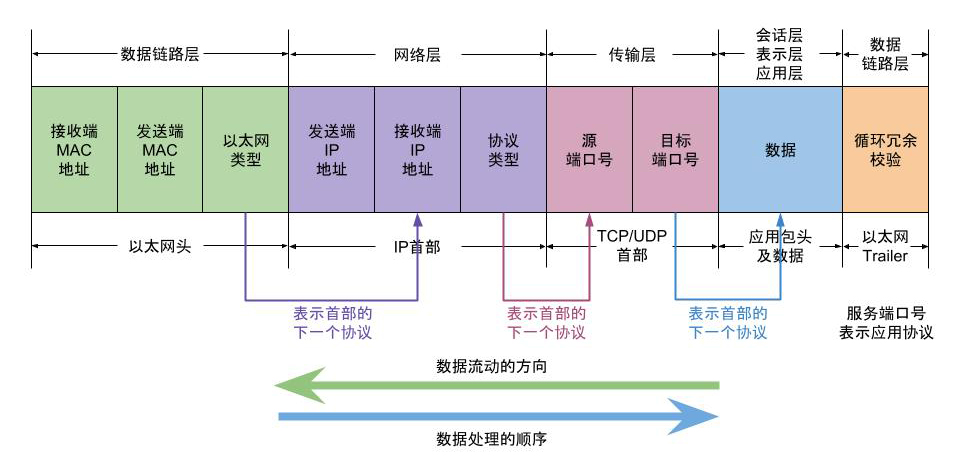 数据链路层
网络层
传输层
会话层
表示层
应用层
数据
链路层
接收端
MAC
地址
发送端
MAC
地址
以太网
类型
发送端
IP
地址
接收端
IP
地址
协议
类型
源
端口号
目标
端口号
数据
循环冗余
校验
以太网头
IP首部
TCP/UDP
首部
应用包头
及数据
以太网
Trailer
表示首部的
下一个协议
表示首部的
下一个协议
表示首部的
下一个协议
服务端口号
表示应用协议
数据流动的方向
数据处理的顺序